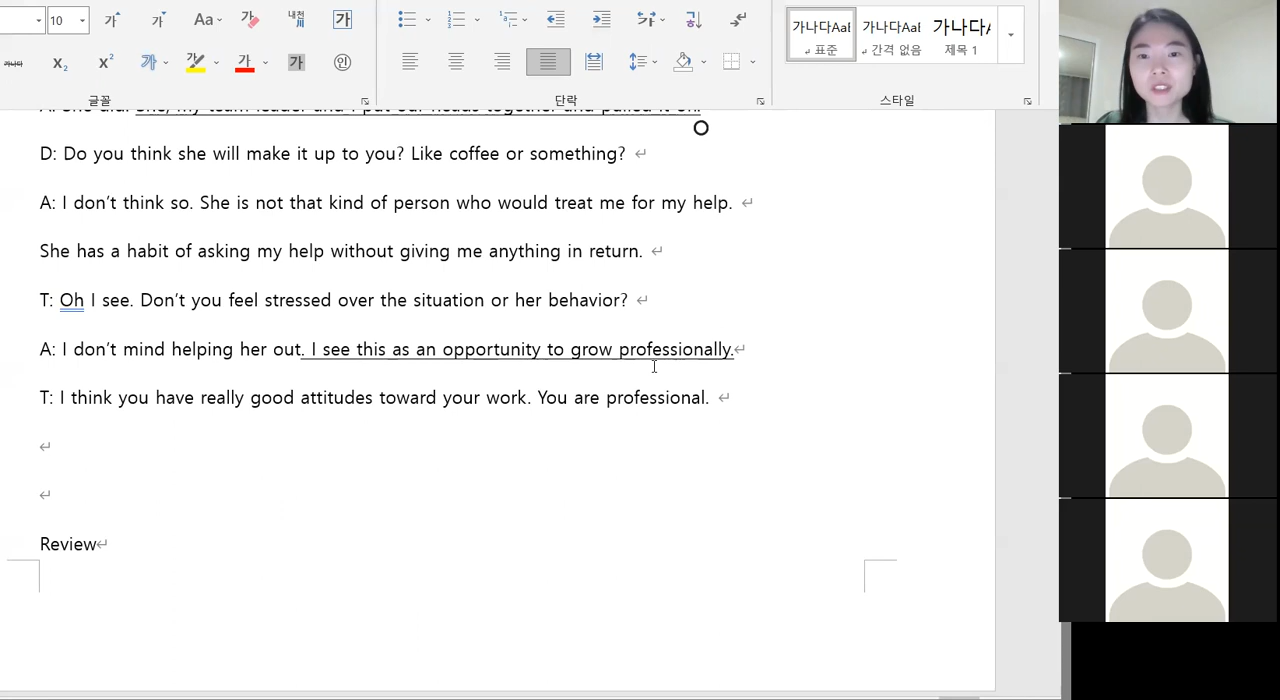 10 가 가 Aa 가 내천 가
가나다 X₂ X² 가 가 가 인
글꼴 단락 스타일
가나다AaI 가나다AaI 가나다A
표준 간격 없음 제목 1
D: Do you think she will make it up to you? Like coffee or something?
A: I don't think so. She is not that kind of person who would treat me for my help.
She has a habit of asking my help without giving me anything in return.
T: Oh I see. Don't you feel stressed over the situation or her behavior?
A: I don't mind helping her out. I see this as an opportunity to grow professionally.
T: I think you have really good attitudes toward your work. You are professional.
Review